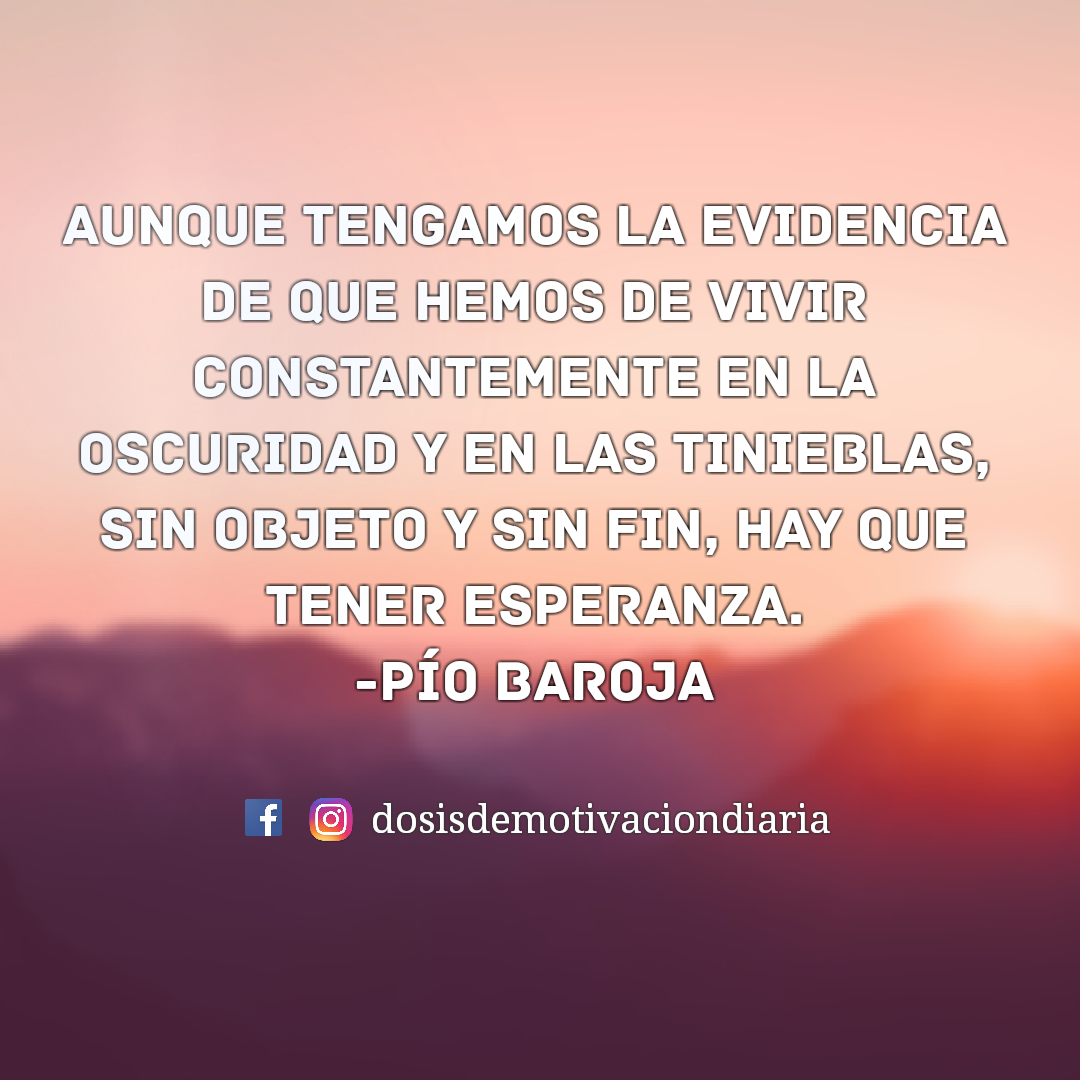 AUNQUE TENGAMOS LA EVIDENCIA
DE QUE HEMOS DE VIVIR
CONSTANTEMENTE EN LA
OSCURIDAD Y EN LAS TINIEBLAS,
SIN OBJETO Y SIN FIN, HAY QUE
TENER ESPERANZA.
-PÍO BAROJA
dosisdemotivaciondiaria